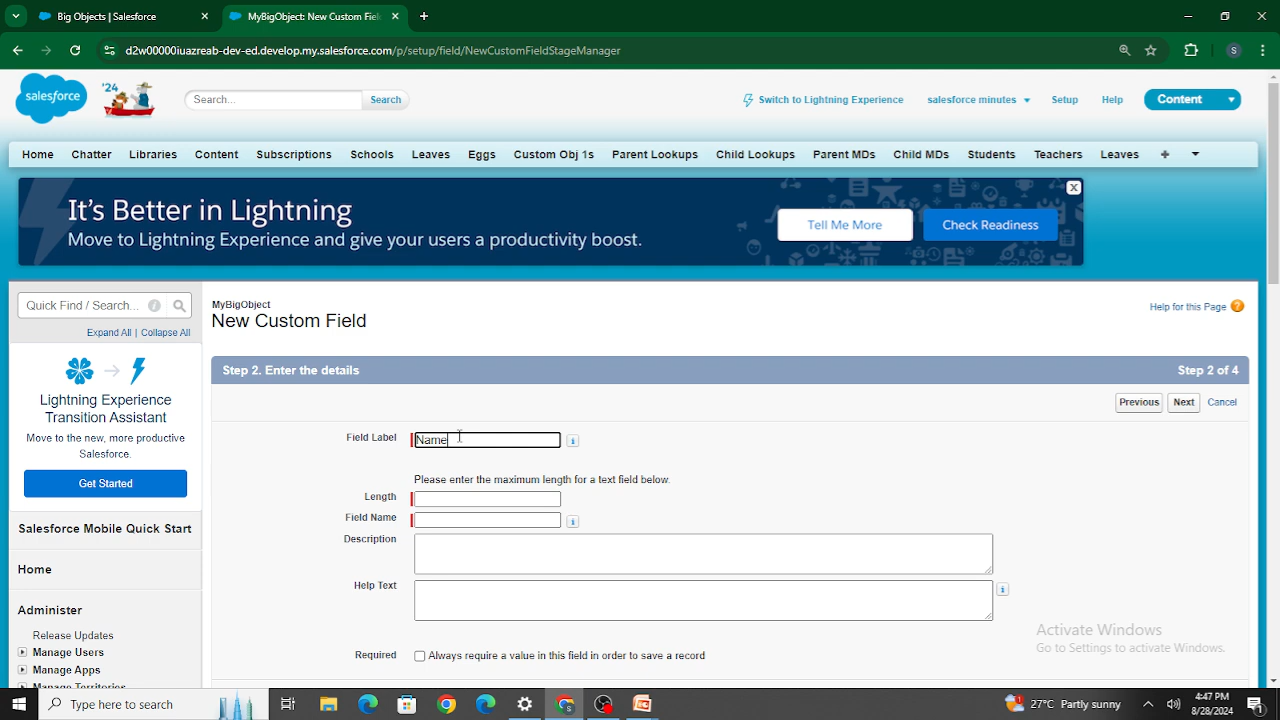 Big Objects | Salesforce
MyBigObject: New Custom Fiel
d2w00000iuazreab-dev-ed.develop.my.salesforce.com/p/setup/field/NewCustomFieldStageManager
S
salesforce
'24
Search...
Search
Switch to Lightning Experience
salesforce minutes
Setup
Help
Content
Home
Chatter
Libraries
Content
Subscriptions
Schools
Leaves
Eggs
Custom Obj 1s
Parent Lookups
Child Lookups
Parent MDs
Child MDs
Students
Teachers
Leaves
It's Better in Lightning
Move to Lightning Experience and give your users a productivity boost.
Tell Me More
Check Readiness
Quick Find / Search...
Expand All | Collapse All
Lightning Experience
Transition Assistant
Move to the new, more productive
Salesforce.
Get Started
Salesforce Mobile Quick Start
Home
Administer
Release Updates
Manage Users
Manage Apps
Manage Territories
MyBigObject
New Custom Field
Help for this Page
Step 2. Enter the details
Step 2 of 4
Previous
Next
Cancel
Field Label
Name
Please enter the maximum length for a text field below.
Length
Field Name
Description
Help Text
Required
Always require a value in this field in order to save a record
Activate Windows
Go to Settings to activate Windows.
Type here to search
27°C Partly sunny
4:47 PM
8/28/2024